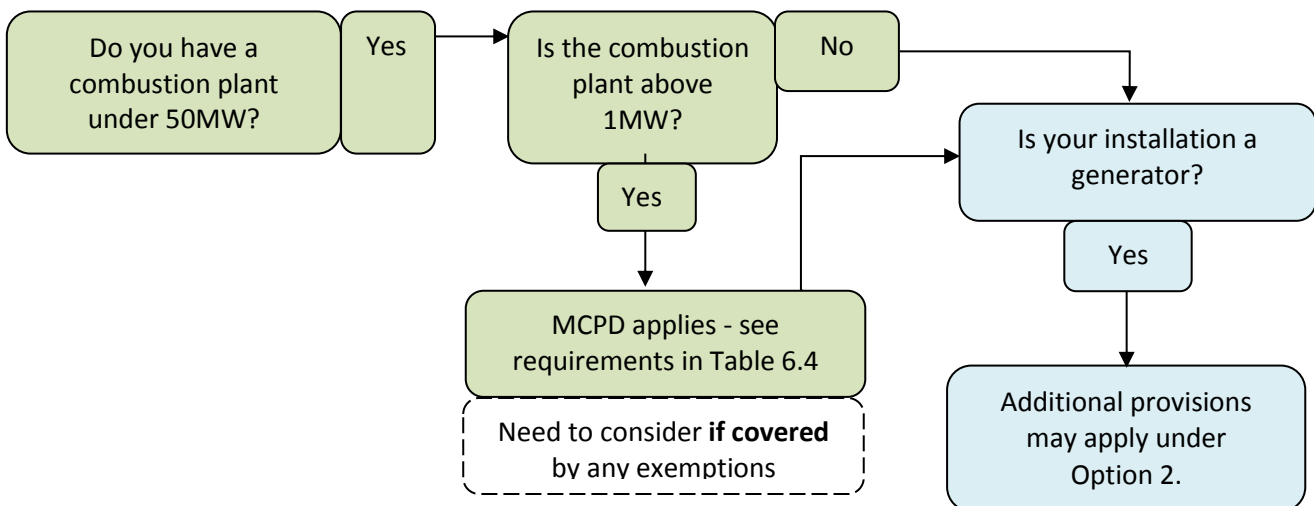 Do you have a
combustion plant
under 50MW?
Yes
Is the combustion
plant above
1MW?
No
Yes
Is your installation a
generator?
Yes
MCPD applies - see
requirements in Table 6.4
Need to consider if covered
by any exemptions
Additional provisions
may apply under
Option 2.